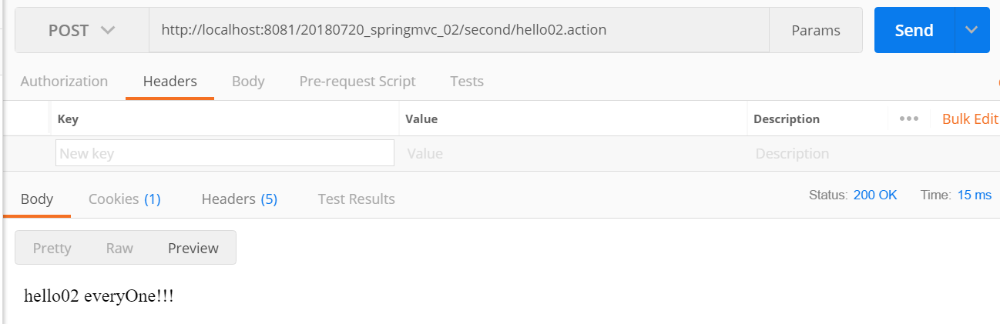 POST http://localhost:8081/20180720_springmvc_02/second/hello02.action Params Send
Authorization Headers Body Pre-request Script Tests
Key Value Description ••• Bulk Edit
New key Value Description
Body Cookies (1) Headers (5) Test Results Status: 200 OK Time: 15 ms
Pretty Raw Preview
hello02 everyOne!!!